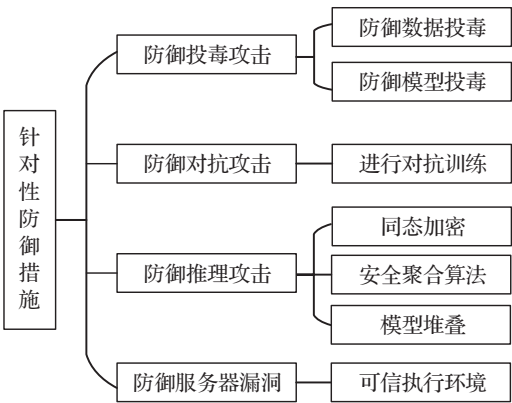 针对性防御措施
防御投毒攻击
防御数据投毒
防御模型投毒
防御对抗攻击
进行对抗训练
防御推理攻击
同态加密
安全聚合算法
模型堆叠
防御服务器漏洞
可信执行环境